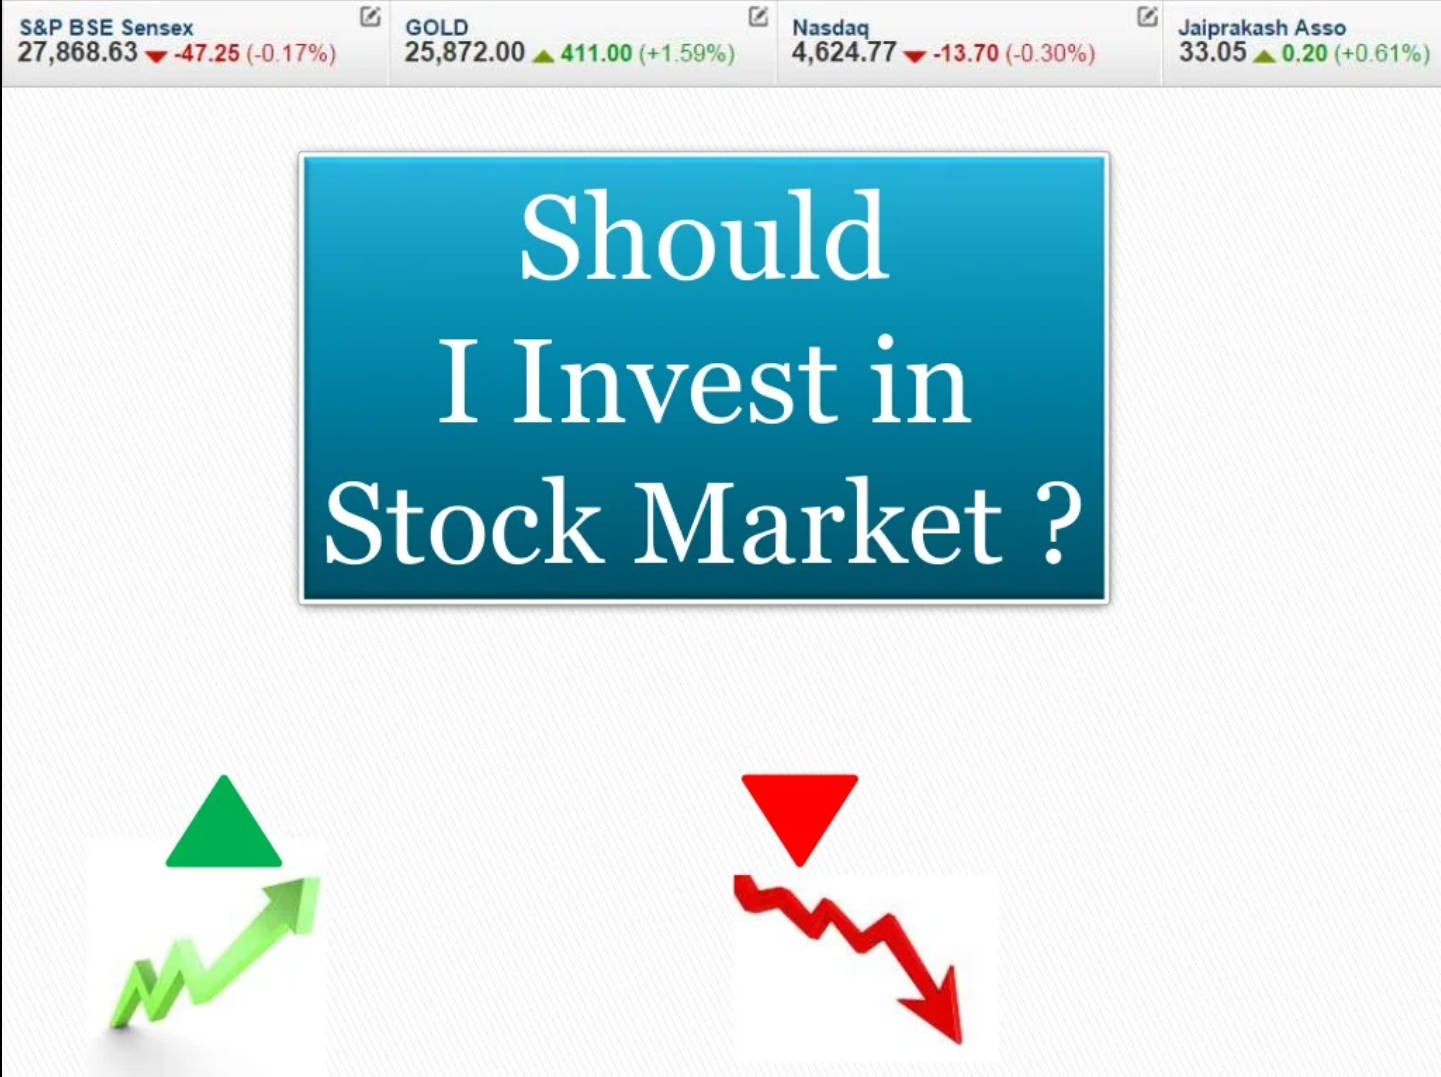 S&P BSE Sensex
27,868.63 -47.25 (-0.17%)
GOLD
25,872.00 411.00 (+1.59%)
Nasdaq
4,624.77 -13.70 (-0.30%)
Jaiprakash Asso
33.05 0.20 (+0.61%)
Should
I Invest in
Stock Market ?